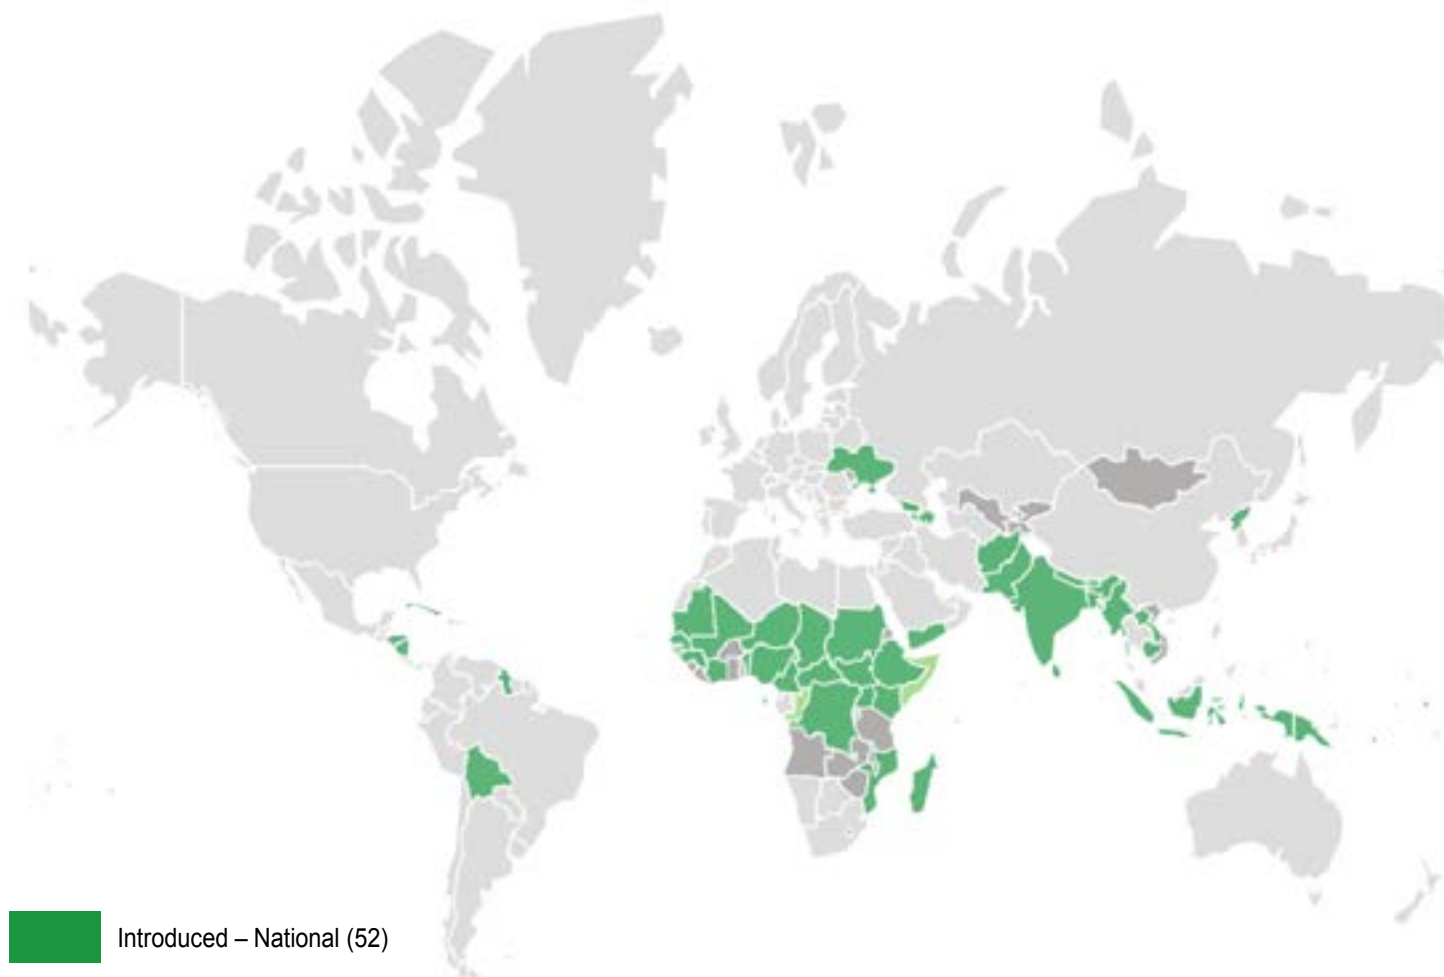 Introduced – National (52)